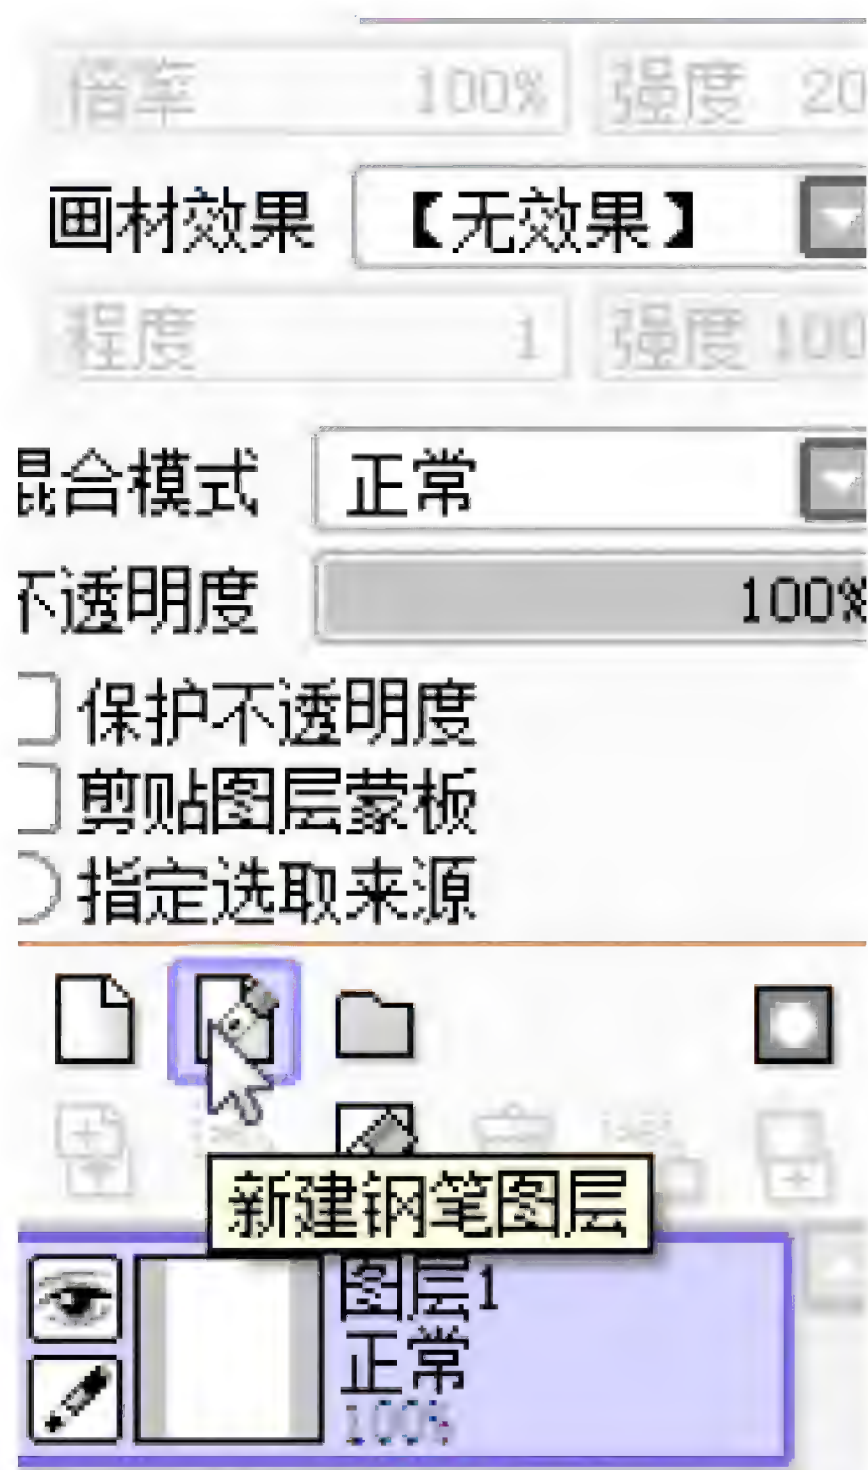 倍率 100% 强度 20
画材效果 【无效果】
程度 1 强度 100
混合模式 正常
不透明度 100%
保护不透明度
剪贴图层蒙板
指定选取来源
新建钢笔图层
图层1
正常
100%